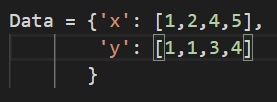 Data = {'x': [1,2,4,5],
'y': [1,1,3,4]
}